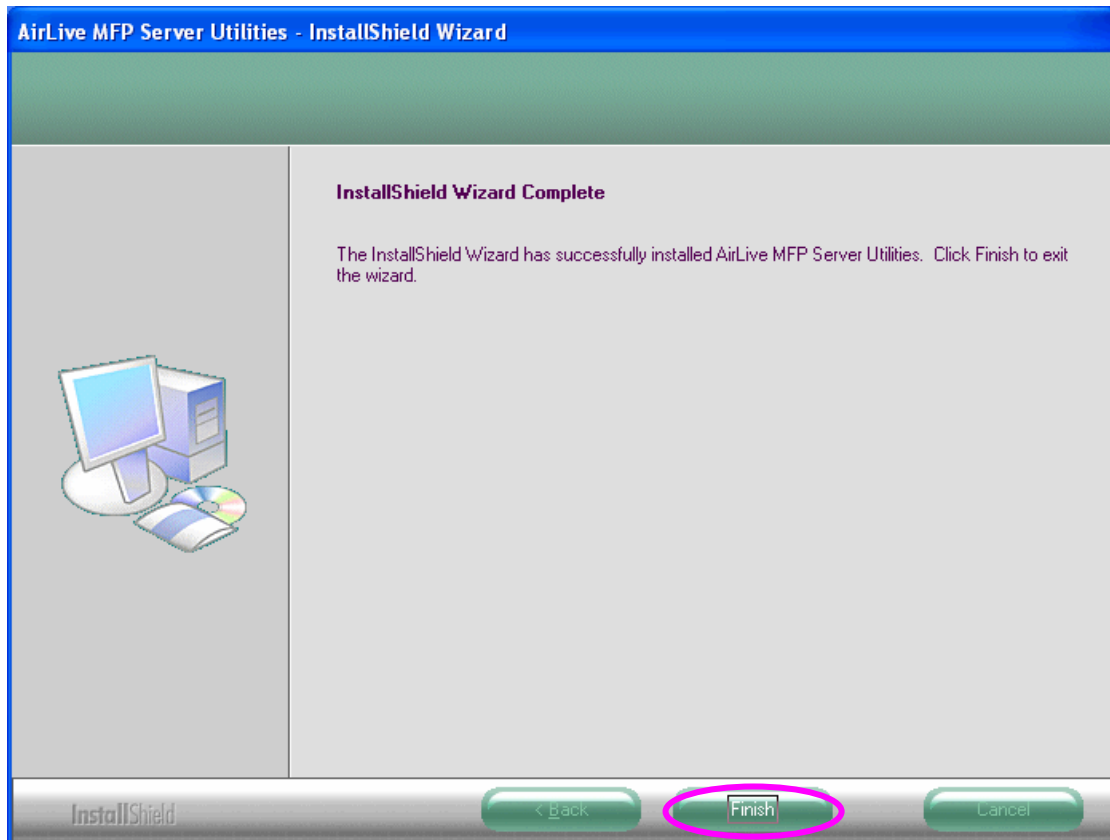 AirLive MFP Server Utilities - InstallShield Wizard
InstallShield Wizard Complete
The InstallShield Wizard has successfully installed AirLive MFP Server Utilities. Click Finish to exit
the wizard.
InstallShield
< Back
Finish
Cancel